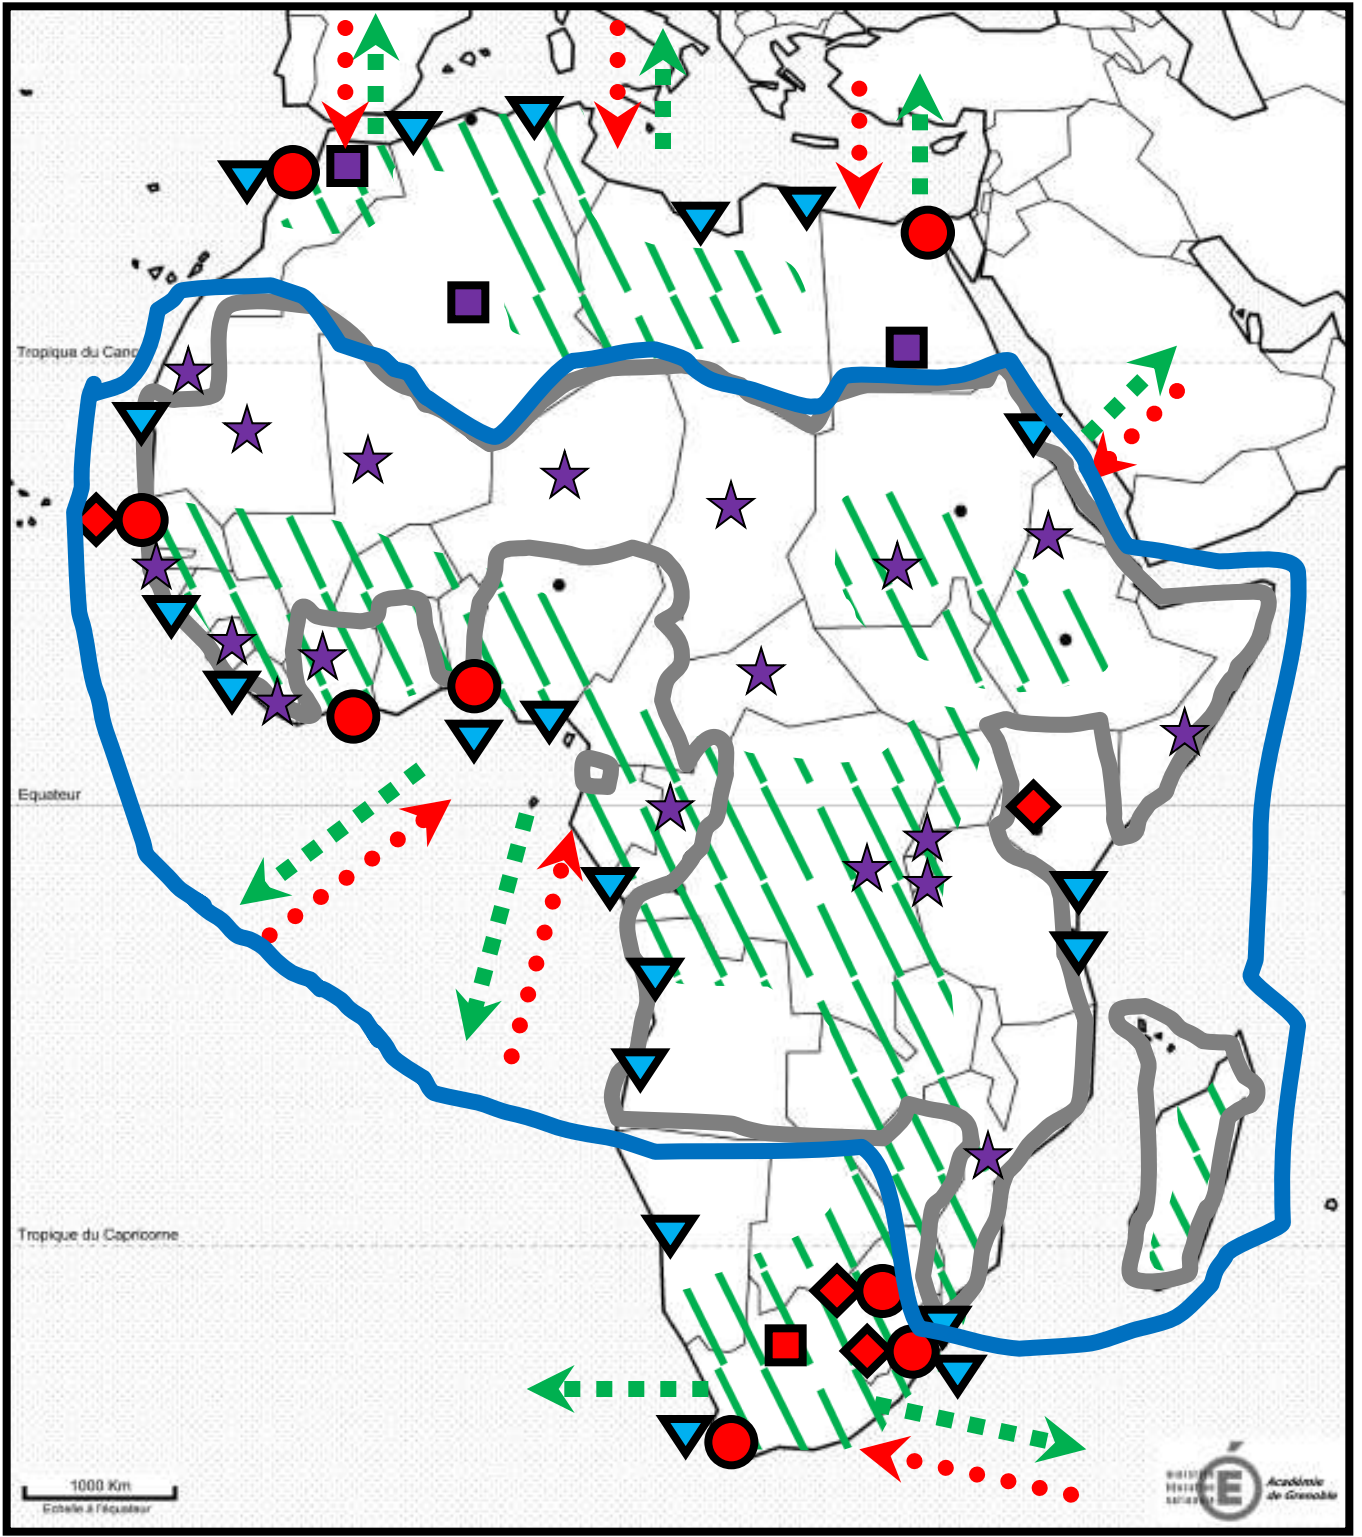 Tropique du Canc
Equateur
Tropique du Capricorne
1000 Km
Echelle à l'équateur
Académie
de Grenoble